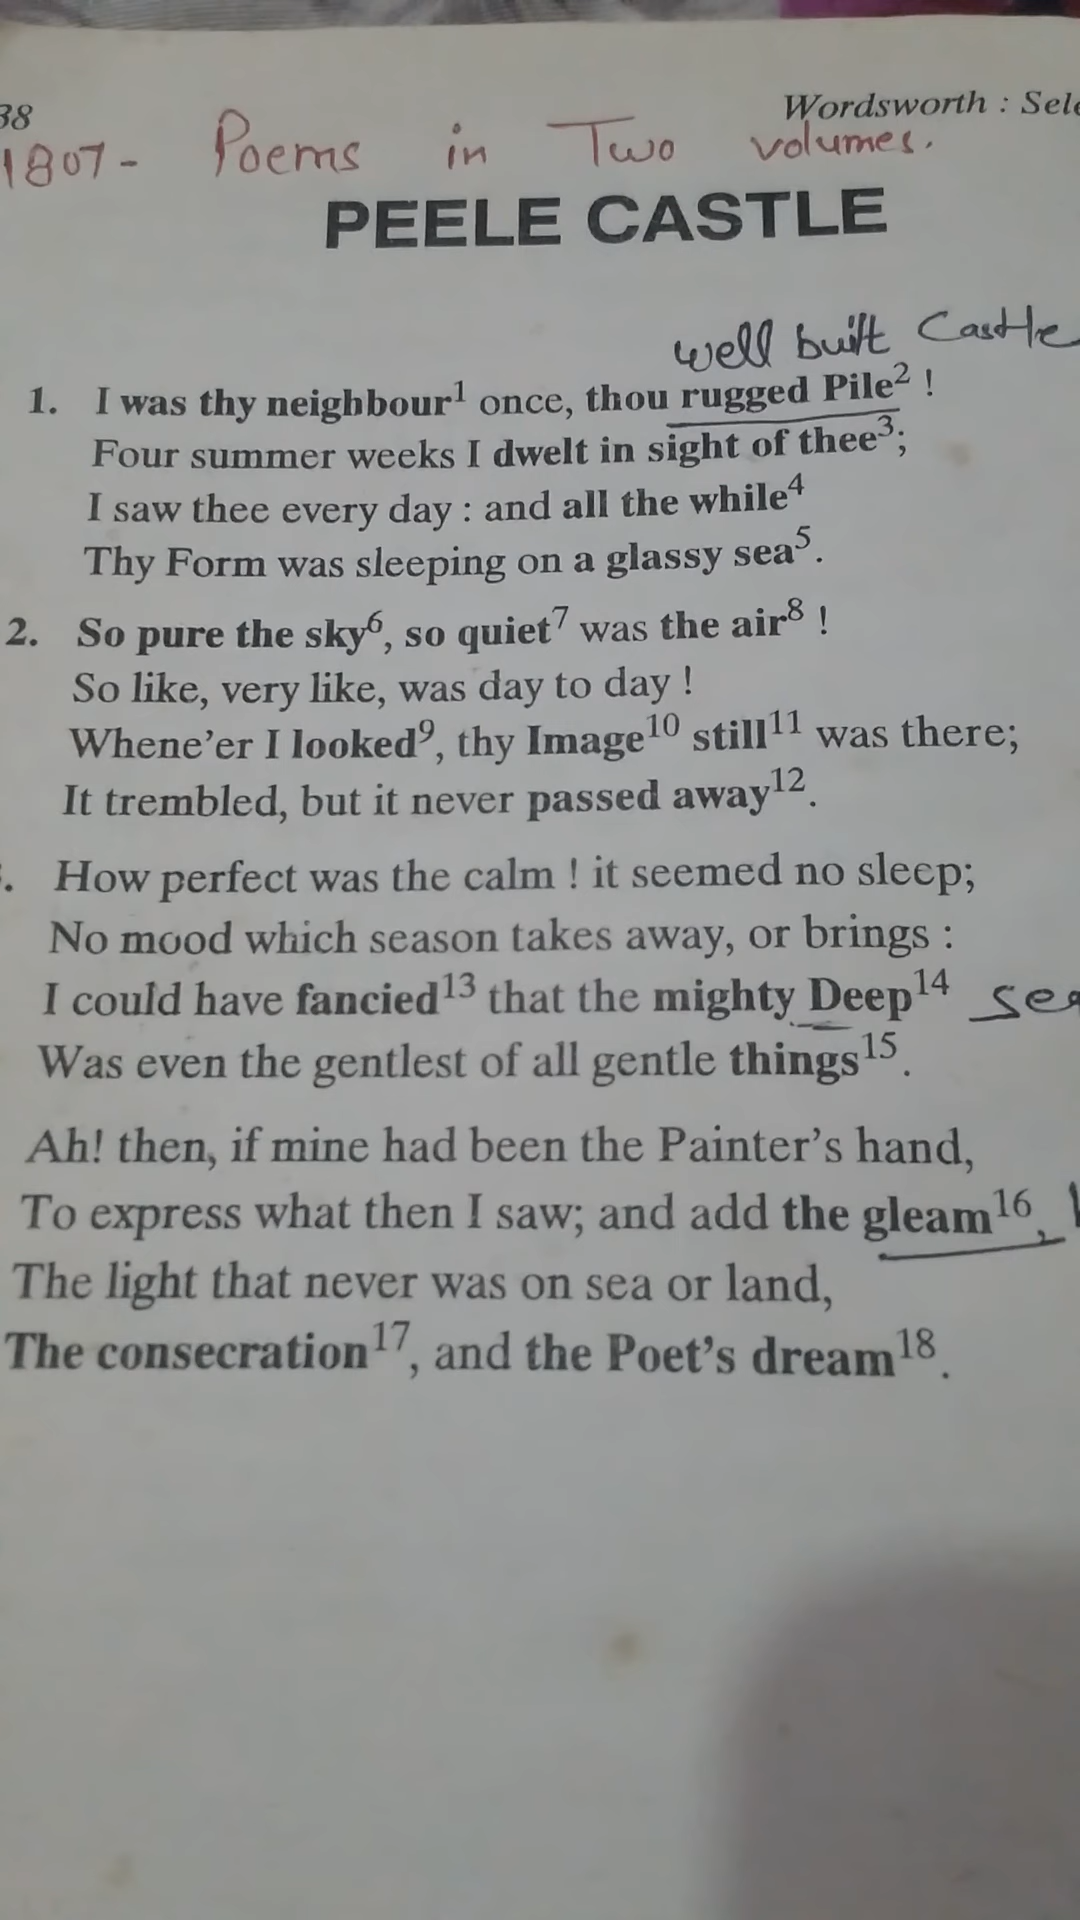 38
Wordsworth : Sele
1807- Poems in Two volumes.
PEELE CASTLE
well built Castle
1. I was thy neighbour¹ once, thou rugged Pile² !
Four summer weeks I dwelt in sight of thee³;
I saw thee every day : and all the while⁴
Thy Form was sleeping on a glassy sea⁵.
2. So pure the sky⁶, so quiet⁷ was the air⁸ !
So like, very like, was day to day !
Whene’er I looked⁹, thy Image¹⁰ still¹¹ was there;
It trembled, but it never passed away¹².
. How perfect was the calm ! it seemed no sleep;
No mood which season takes away, or brings :
I could have fancied¹³ that the mighty Deep¹⁴ sea
Was even the gentlest of all gentle things¹⁵.
Ah! then, if mine had been the Painter’s hand,
To express what then I saw; and add the gleam¹⁶,
The light that never was on sea or land,
The consecration¹⁷, and the Poet’s dream¹⁸.